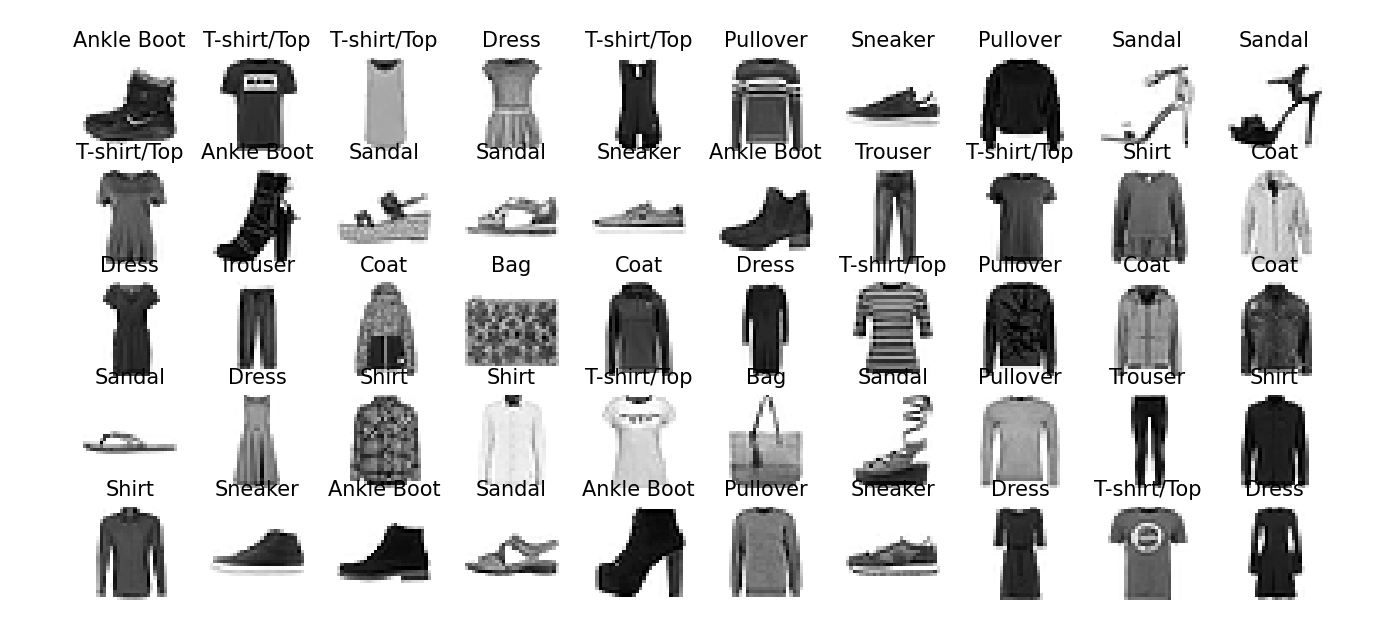 Ankle Boot T-shirt/Top T-shirt/Top Dress T-shirt/Top Pullover Sneaker Pullover Sandal Sandal
T-shirt/Top Ankle Boot Sandal Sandal Sneaker Ankle Boot Trouser T-shirt/Top Shirt Coat
Dress Trouser Coat Bag Coat Dress T-shirt/Top Pullover Coat Coat
Sandal Dress Shirt Shirt T-shirt/Top Bag Sandal Pullover Trouser Shirt
Shirt Sneaker Ankle Boot Sandal Ankle Boot Pullover Sneaker Dress T-shirt/Top Dress